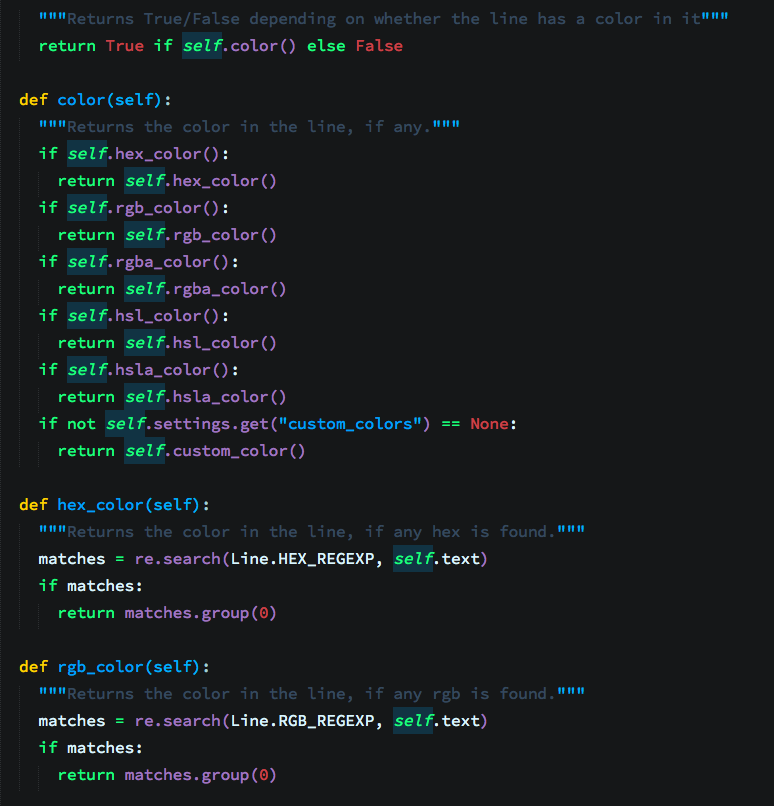 """Returns True/False depending on whether the line has a color in it"""
return True if self.color() else False
def color(self):
"""Returns the color in the line, if any."""
if self.hex_color():
return self.hex_color()
if self.rgb_color():
return self.rgb_color()
if self.rgba_color():
return self.rgba_color()
if self.hsl_color():
return self.hsl_color()
if self.hsla_color():
return self.hsla_color()
if not self.settings.get("custom_colors") == None:
return self.custom_color()
def hex_color(self):
"""Returns the color in the line, if any hex is found."""
matches = re.search(Line.HEX_REGEXP, self.text)
if matches:
return matches.group(0)
def rgb_color(self):
"""Returns the color in the line, if any rgb is found."""
matches = re.search(Line.RGB_REGEXP, self.text)
if matches:
return matches.group(0)